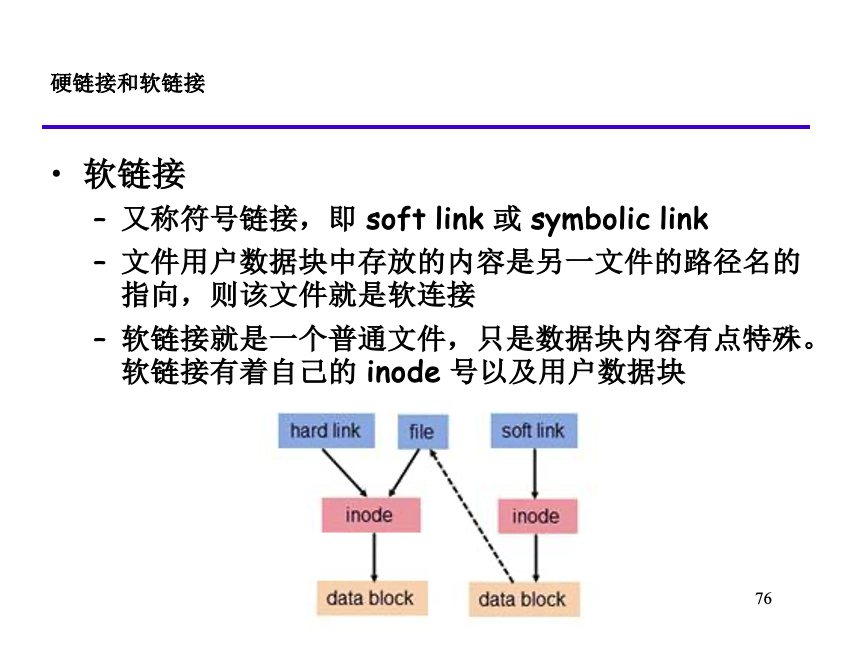 硬链接和软链接
• 软链接
– 又称符号链接，即 soft link 或 symbolic link
– 文件用户数据块中存放的内容是另一文件的路径名的
指向，则该文件就是软连接
– 软链接就是一个普通文件，只是数据块内容有点特殊。
软链接有着自己的 inode 号以及用户数据块
hard link
file
soft link
inode
inode
data block
data block
76